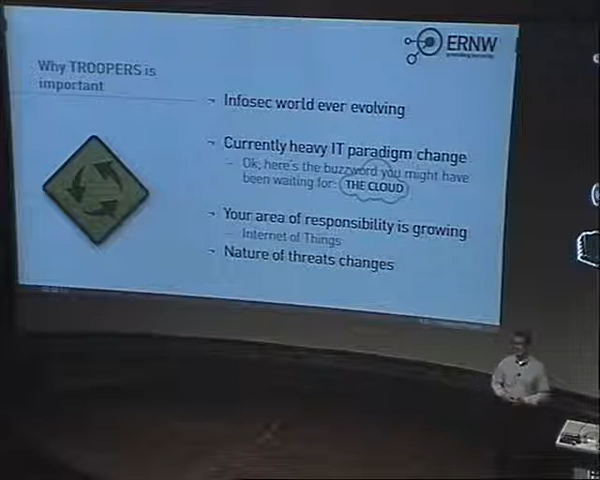 ERNW
providing security.
Why TROOPERS is
important
Infosec world ever evolving
Currently heavy IT paradigm change
Ok, here's the buzzword you might have
been waiting for: THE CLOUD
Your area of responsibility is growing
Internet of Things
Nature of threats changes